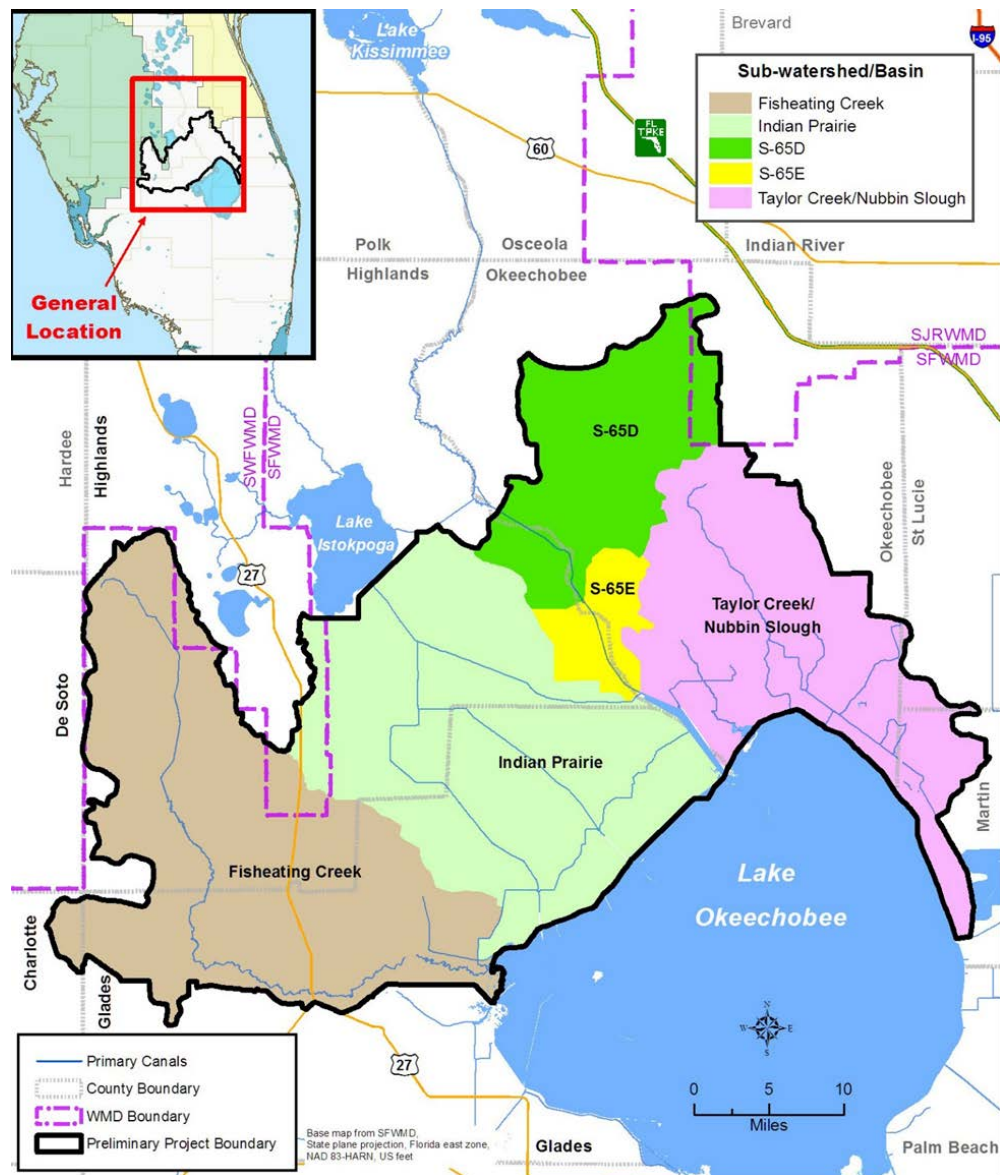 Lake
Kissimmee
Brevard
I-95
FL
TPKE
60
Sub-watershed/Basin
Fisheating Creek
Indian Prairie
S-65D
S-65E
Taylor Creek/Nubbin Slough
General
Location
Polk
Osceola
Indian River
Highlands
Okeechobee
SJRWMD
SFWMD
Hardee
Highlands
SWFWMD
SFWMD
S-65D
Lake
Istokpoga
27
S-65E
Okeechobee
St Lucie
Taylor Creek/
Nubbin Slough
De Soto
Indian Prairie
Martin
Fisheating Creek
Lake
Okeechobee
Charlotte
Glades
N
W
E
S
Primary Canals
County Boundary
WMD Boundary
Preliminary Project Boundary
Base map from SFWMD,
State plane projection, Florida east zone,
NAD 83-HARN, US feet
27
0 5 10
Miles
Glades
Palm Beach